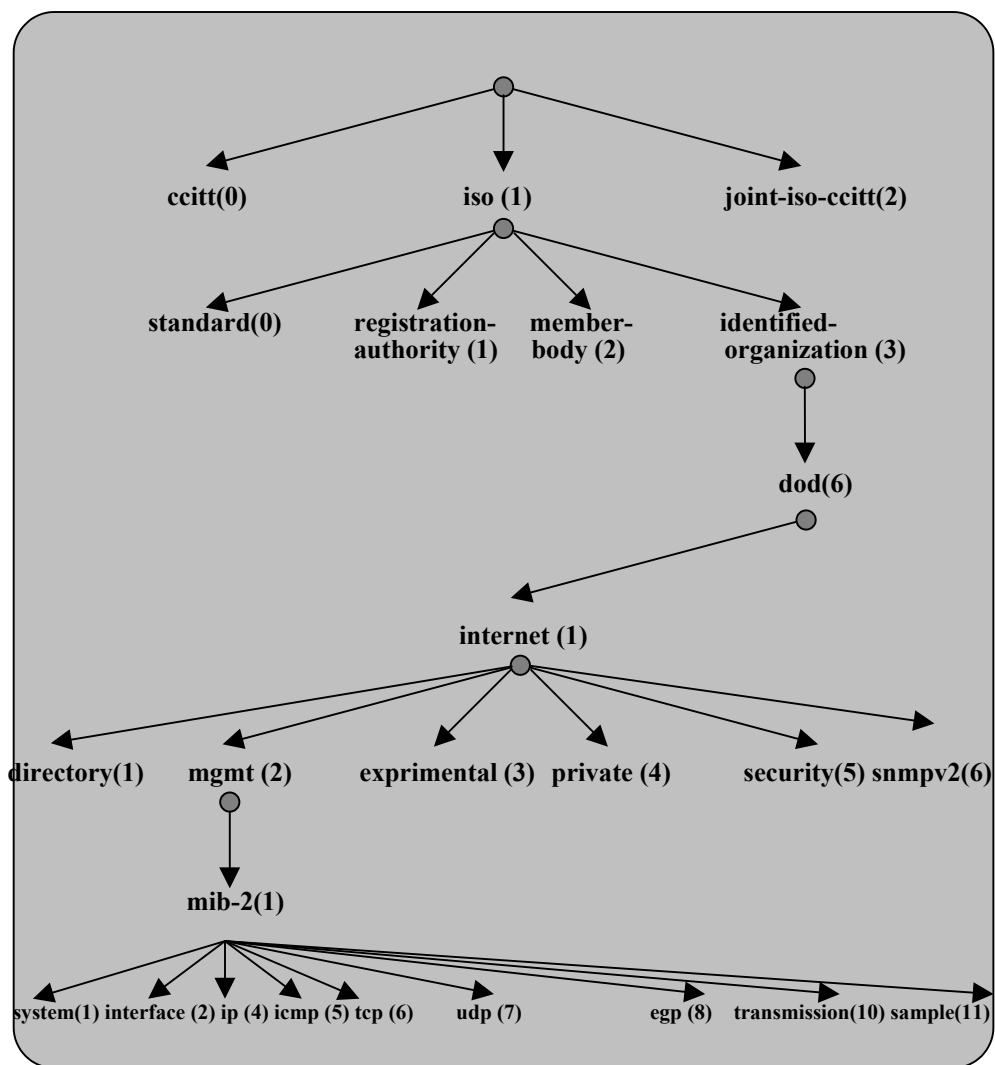 ccitt(0) iso (1) joint-iso-ccitt(2)
standard(0) registration- member- identified-
authority (1) body (2) organization (3)
dod(6)
internet (1)
directory(1) mgmt (2) exprimental (3) private (4) security(5) snmpv2(6)
mib-2(1)
system(1) interface (2) ip (4) icmp (5) tcp (6) udp (7) egp (8) transmission(10) sample(11)